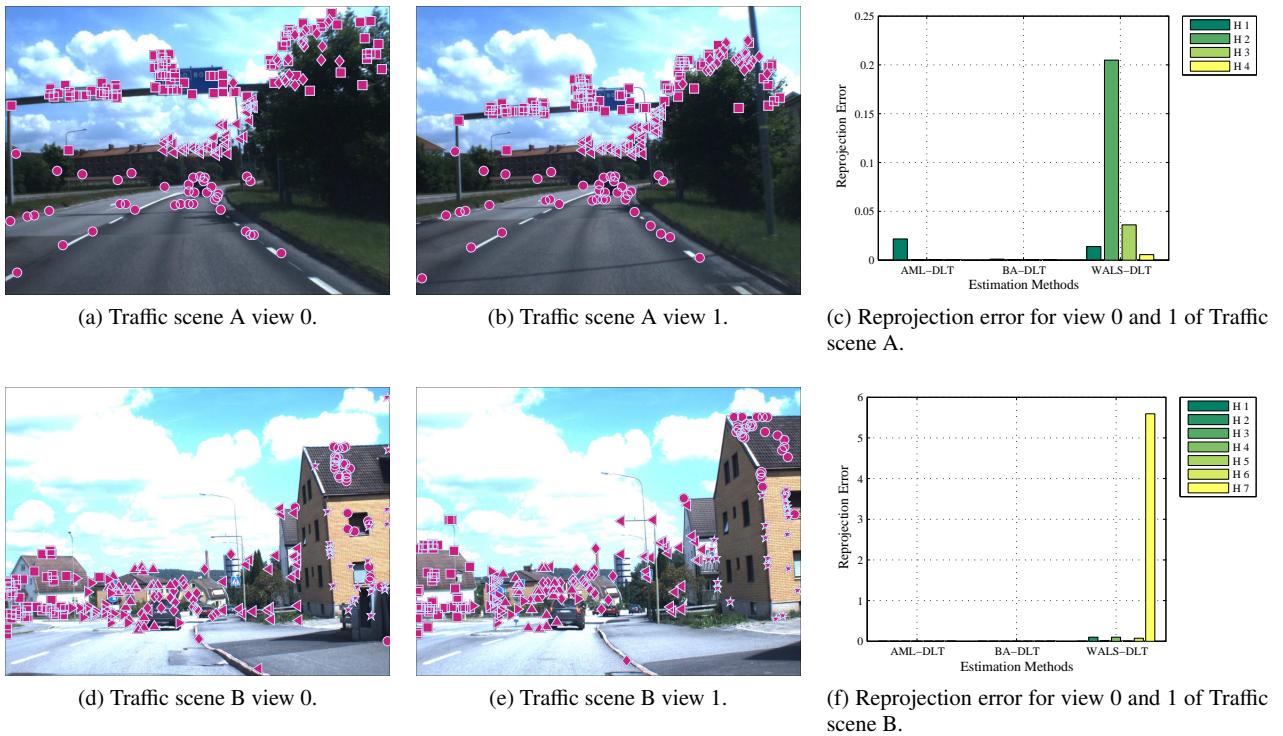 0.25
0.2
0.15
0.1
0.05
0
Reprojection Error
AML−DLT BA−DLT WALS−DLT
Estimation Methods
H 1
H 2
H 3
H 4
(a) Traffic scene A view 0.
(b) Traffic scene A view 1.
(c) Reprojection error for view 0 and 1 of Traffic
scene A.
6
5
4
3
2
1
0
Reprojection Error
AML−DLT BA−DLT WALS−DLT
Estimation Methods
H 1
H 2
H 3
H 4
H 5
H 6
H 7
(d) Traffic scene B view 0.
(e) Traffic scene B view 1.
(f) Reprojection error for view 0 and 1 of Traffic
scene B.